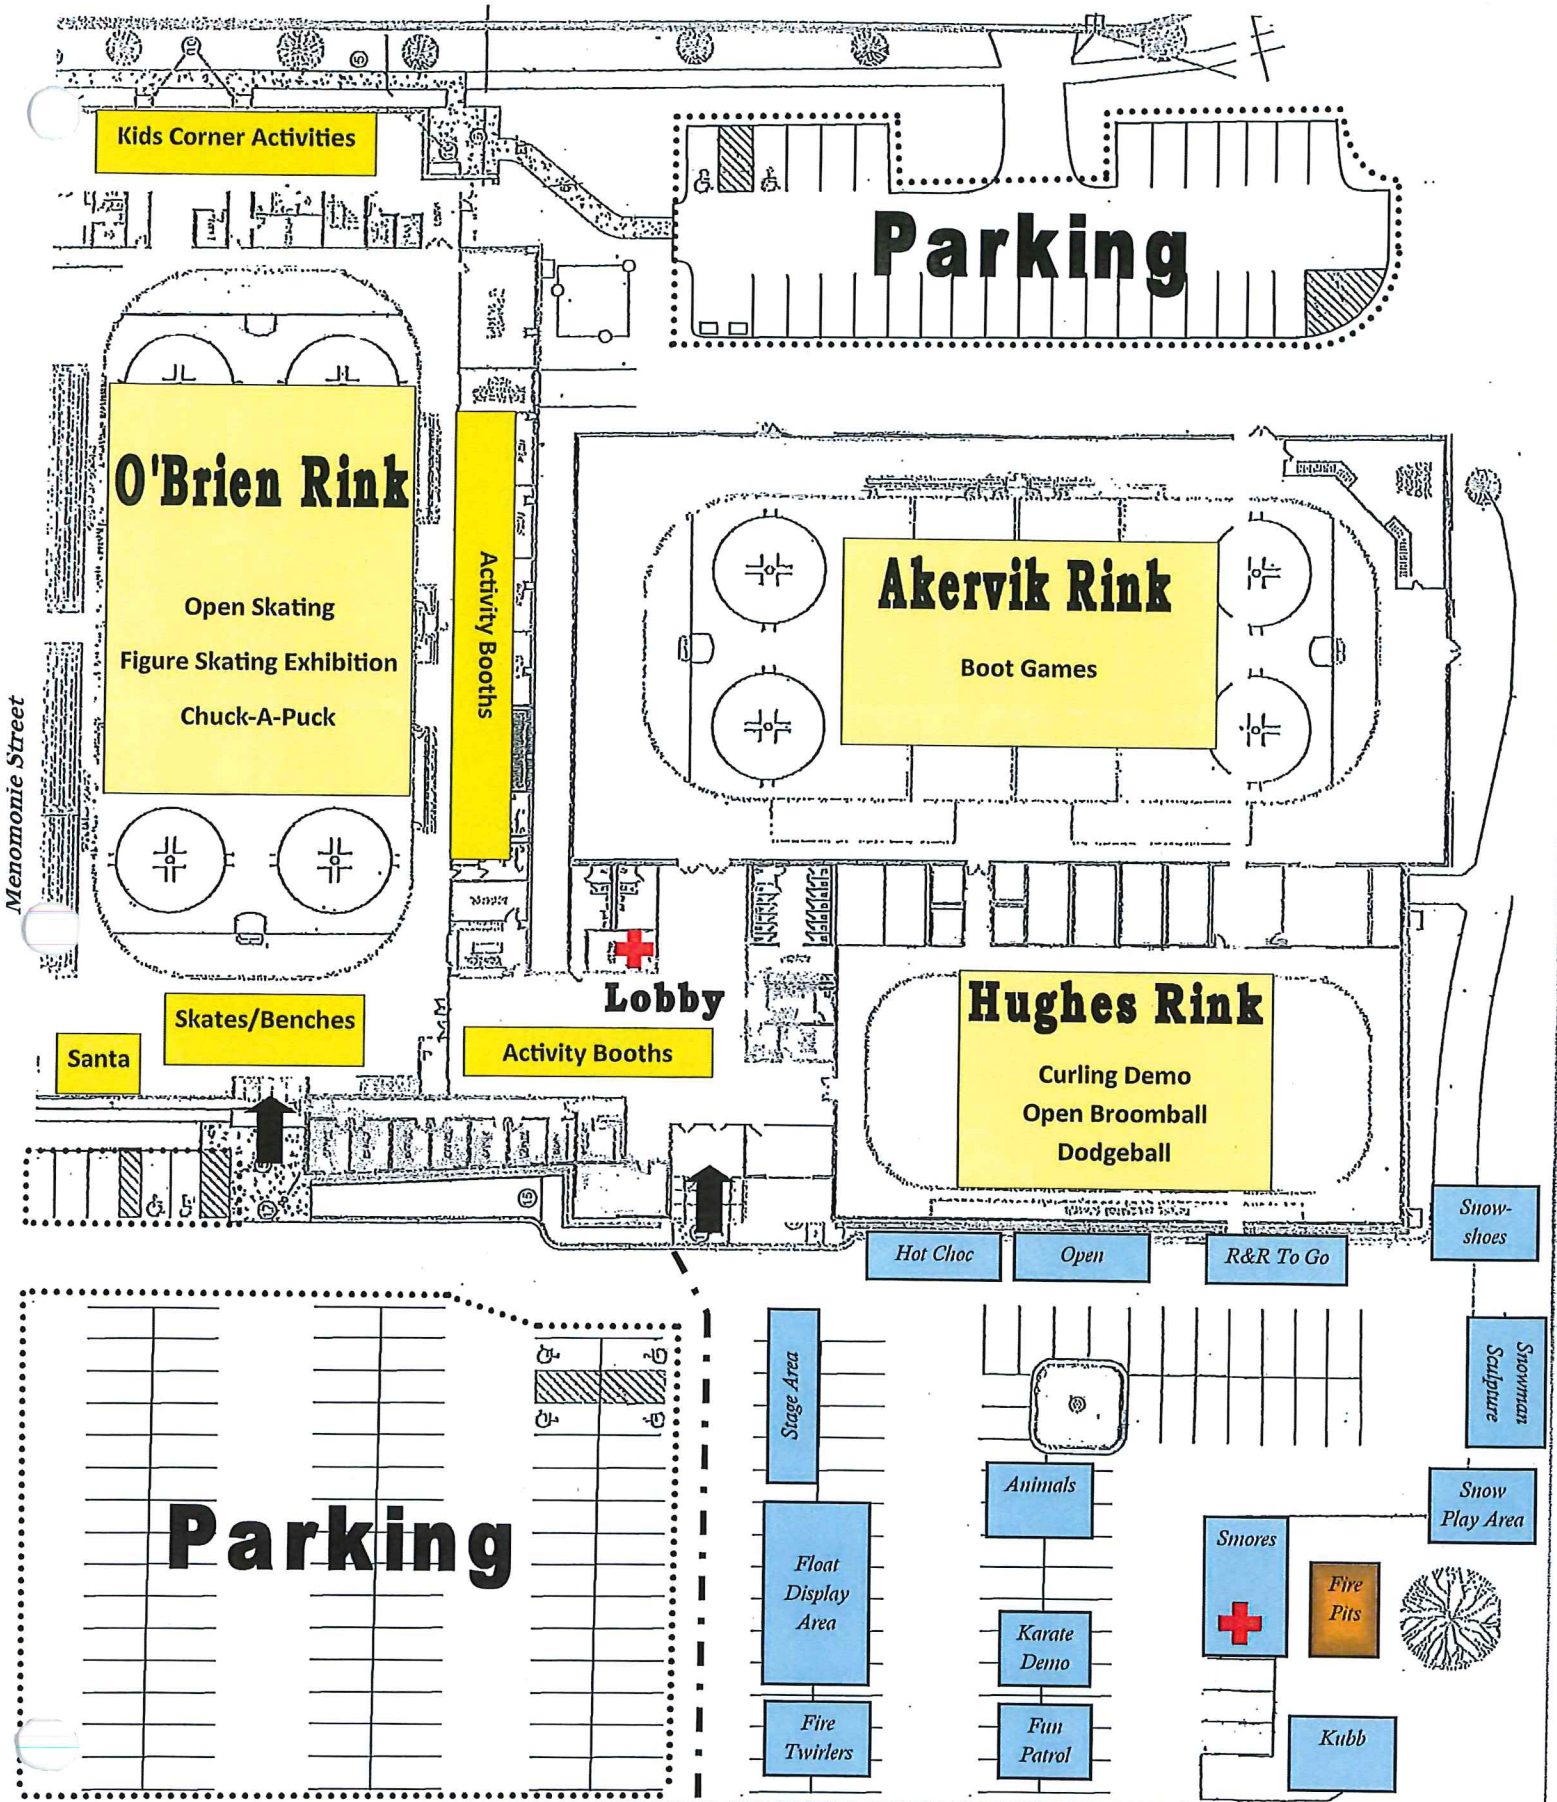 Kids Corner Activities
Parking
O'Brien Rink
Open Skating
Figure Skating Exhibition
Chuck-A-Puck
Activity Booths
Akervik Rink
Boot Games
Menomonie Street
Lobby
Hughes Rink
Curling Demo
Open Broomball
Dodgeball
Skates/Benches
Santa
Activity Booths
Snow-
shoes
Hot Choc
Open
R&R To Go
Stage Area
Snowman
Sculpture
Animals
Snow
Play Area
Parking
Float
Display
Area
Smores
Fire
Pits
Karate
Demo
Fire
Twirlers
Fun
Patrol
Kubb